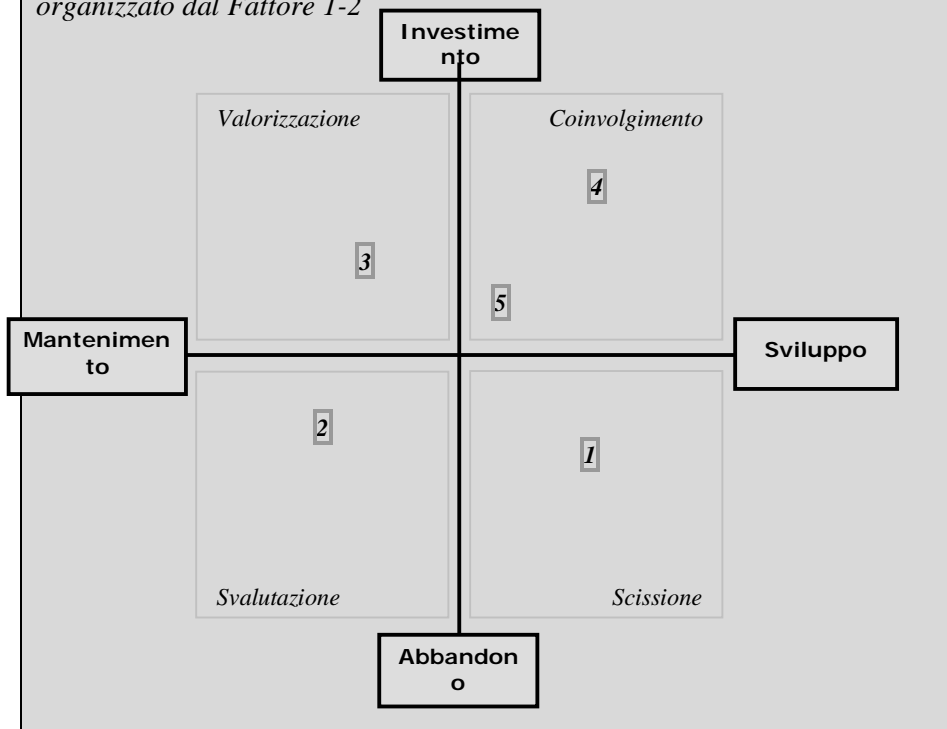 organizzato dal Fattore 1-2
Investime
nto
Valorizzazione
Coinvolgimento
4
3
5
Mantenimen
to
Sviluppo
2
1
Svalutazione
Scissione
Abbandon
o